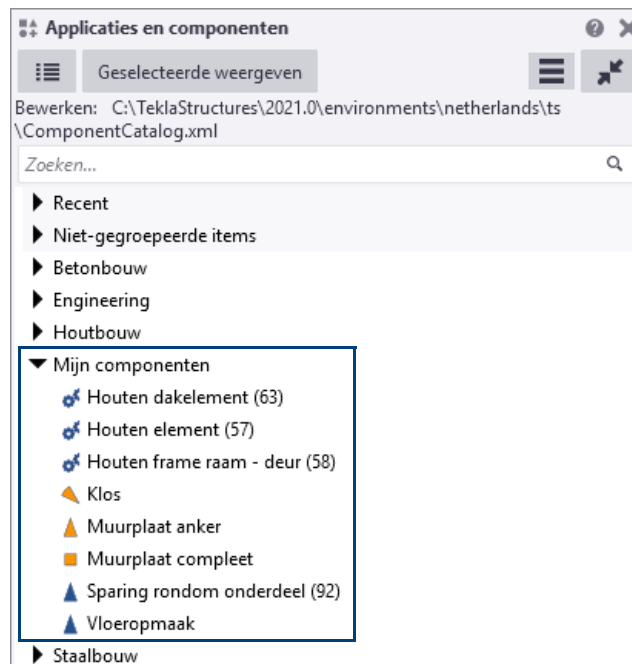 Applicaties en componenten
Geselecteerde weergeven
Bewerken: C:\TeklaStructures\2021.0\environments\netherlands\ts
\ComponentCatalog.xml
Zoeken...
Recent
Niet-gegroepeerde items
Betonbouw
Engineering
Houtbouw
Mijn componenten
Houten dakelement (63)
Houten element (57)
Houten frame raam - deur (58)
Klos
Muurplaat anker
Muurplaat compleet
Sparing rondom onderdeel (92)
Vloeropmaak
Staalbouw